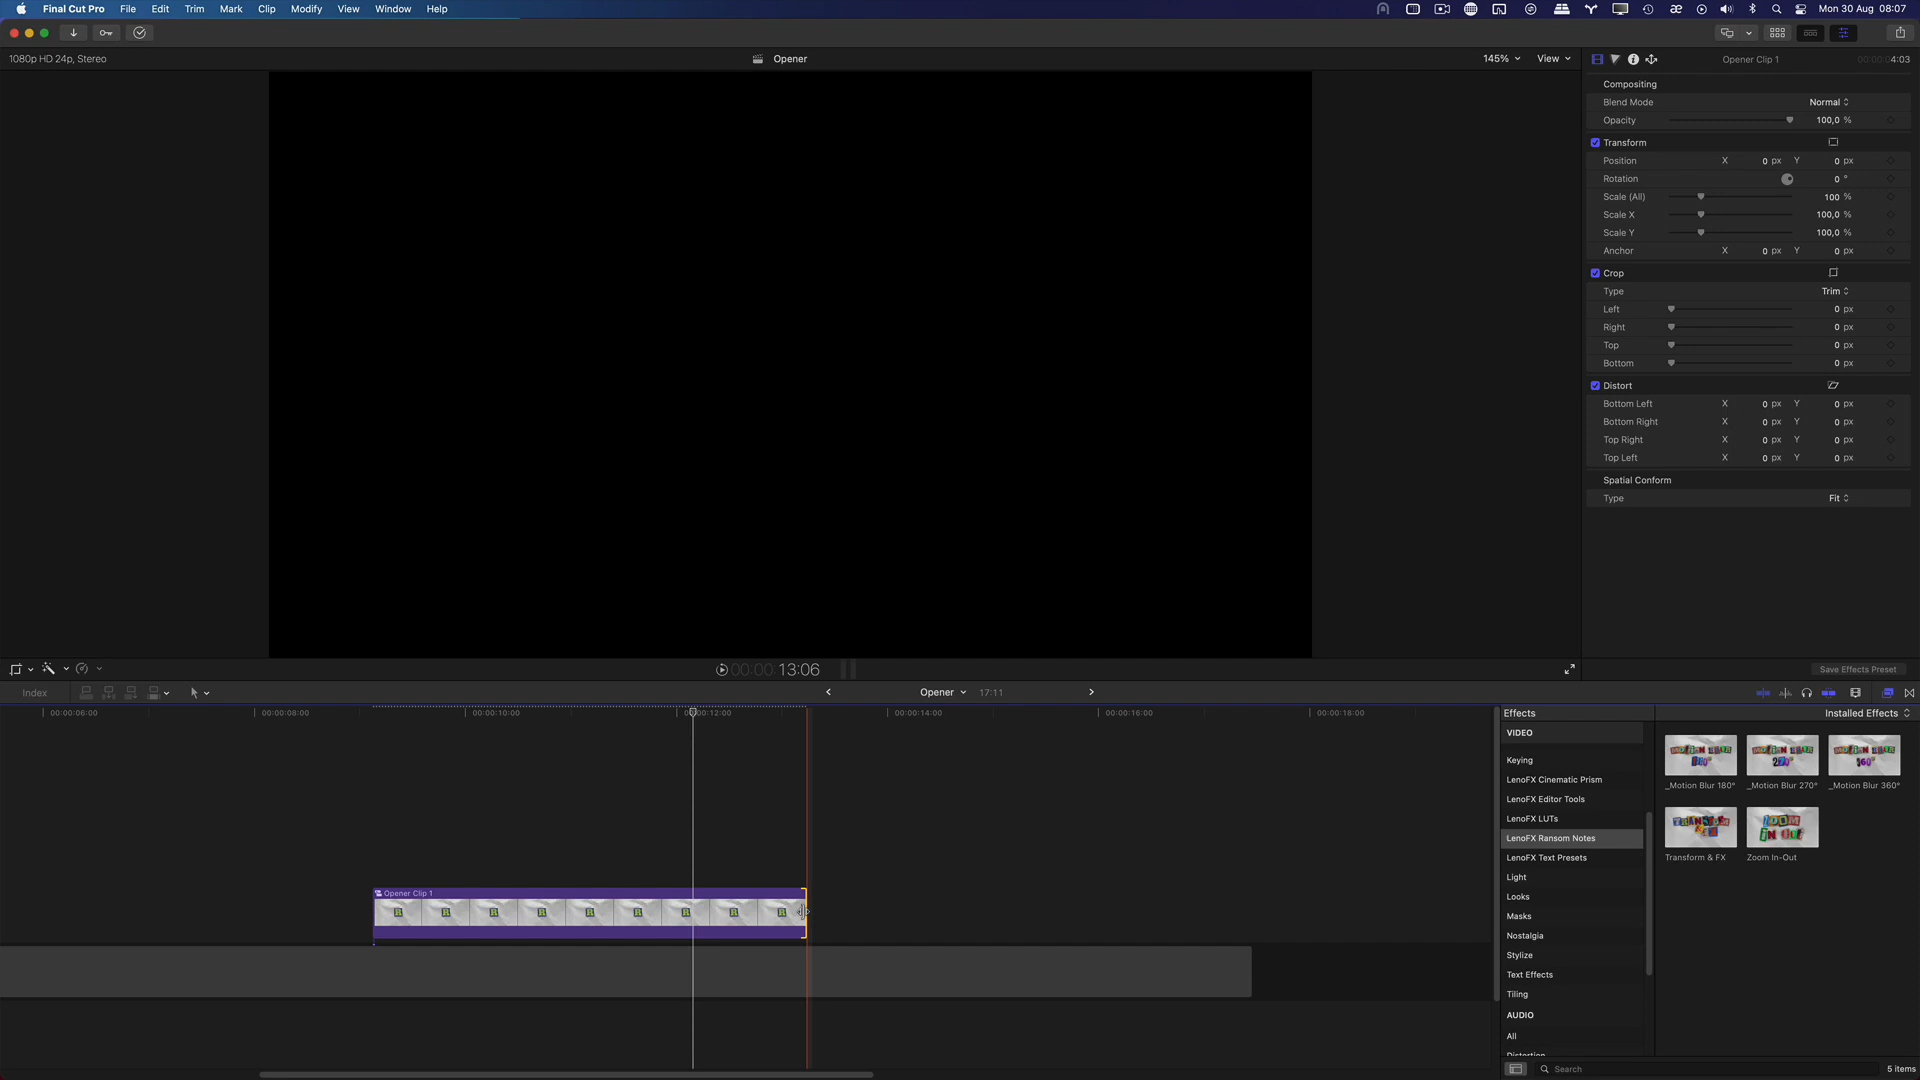 Final Cut Pro File Edit Trim Mark Clip Modify View Window Help Mon 30 Aug 08:07
1080p HD 24p, Stereo Opener 145% View Opener Clip 1 00:00:04:03
Compositing
Blend Mode Normal
Opacity 100,0 %
Transform
Position X 0 px Y 0 px
Rotation 0 °
Scale (All) 100 %
Scale X 100,0 %
Scale Y 100,0 %
Anchor X 0 px Y 0 px
Crop
Type Trim
Left 0 px
Right 0 px
Top 0 px
Bottom 0 px
Distort
Bottom Left X 0 px Y 0 px
Bottom Right X 0 px Y 0 px
Top Right X 0 px Y 0 px
Top Left X 0 px Y 0 px
Spatial Conform
Type Fit
00:00:13:06 Save Effects Preset
Index Opener 17:11
00:00:06:00 00:00:08:00 00:00:10:00 00:00:12:00 00:00:14:00 00:00:16:00 00:00:18:00
Opener Clip 1
Effects Installed Effects
VIDEO
Keying
LenoFX Cinematic Prism
LenoFX Editor Tools
LenoFX LUTs
LenoFX Ransom Notes
LenoFX Text Presets
Light
Looks
Masks
Nostalgia
Stylize
Text Effects
Tiling
AUDIO
All
Distortion
_Motion Blur 180° _Motion Blur 270° _Motion Blur 360°
Transform & FX Zoom In-Out
Search 5 items